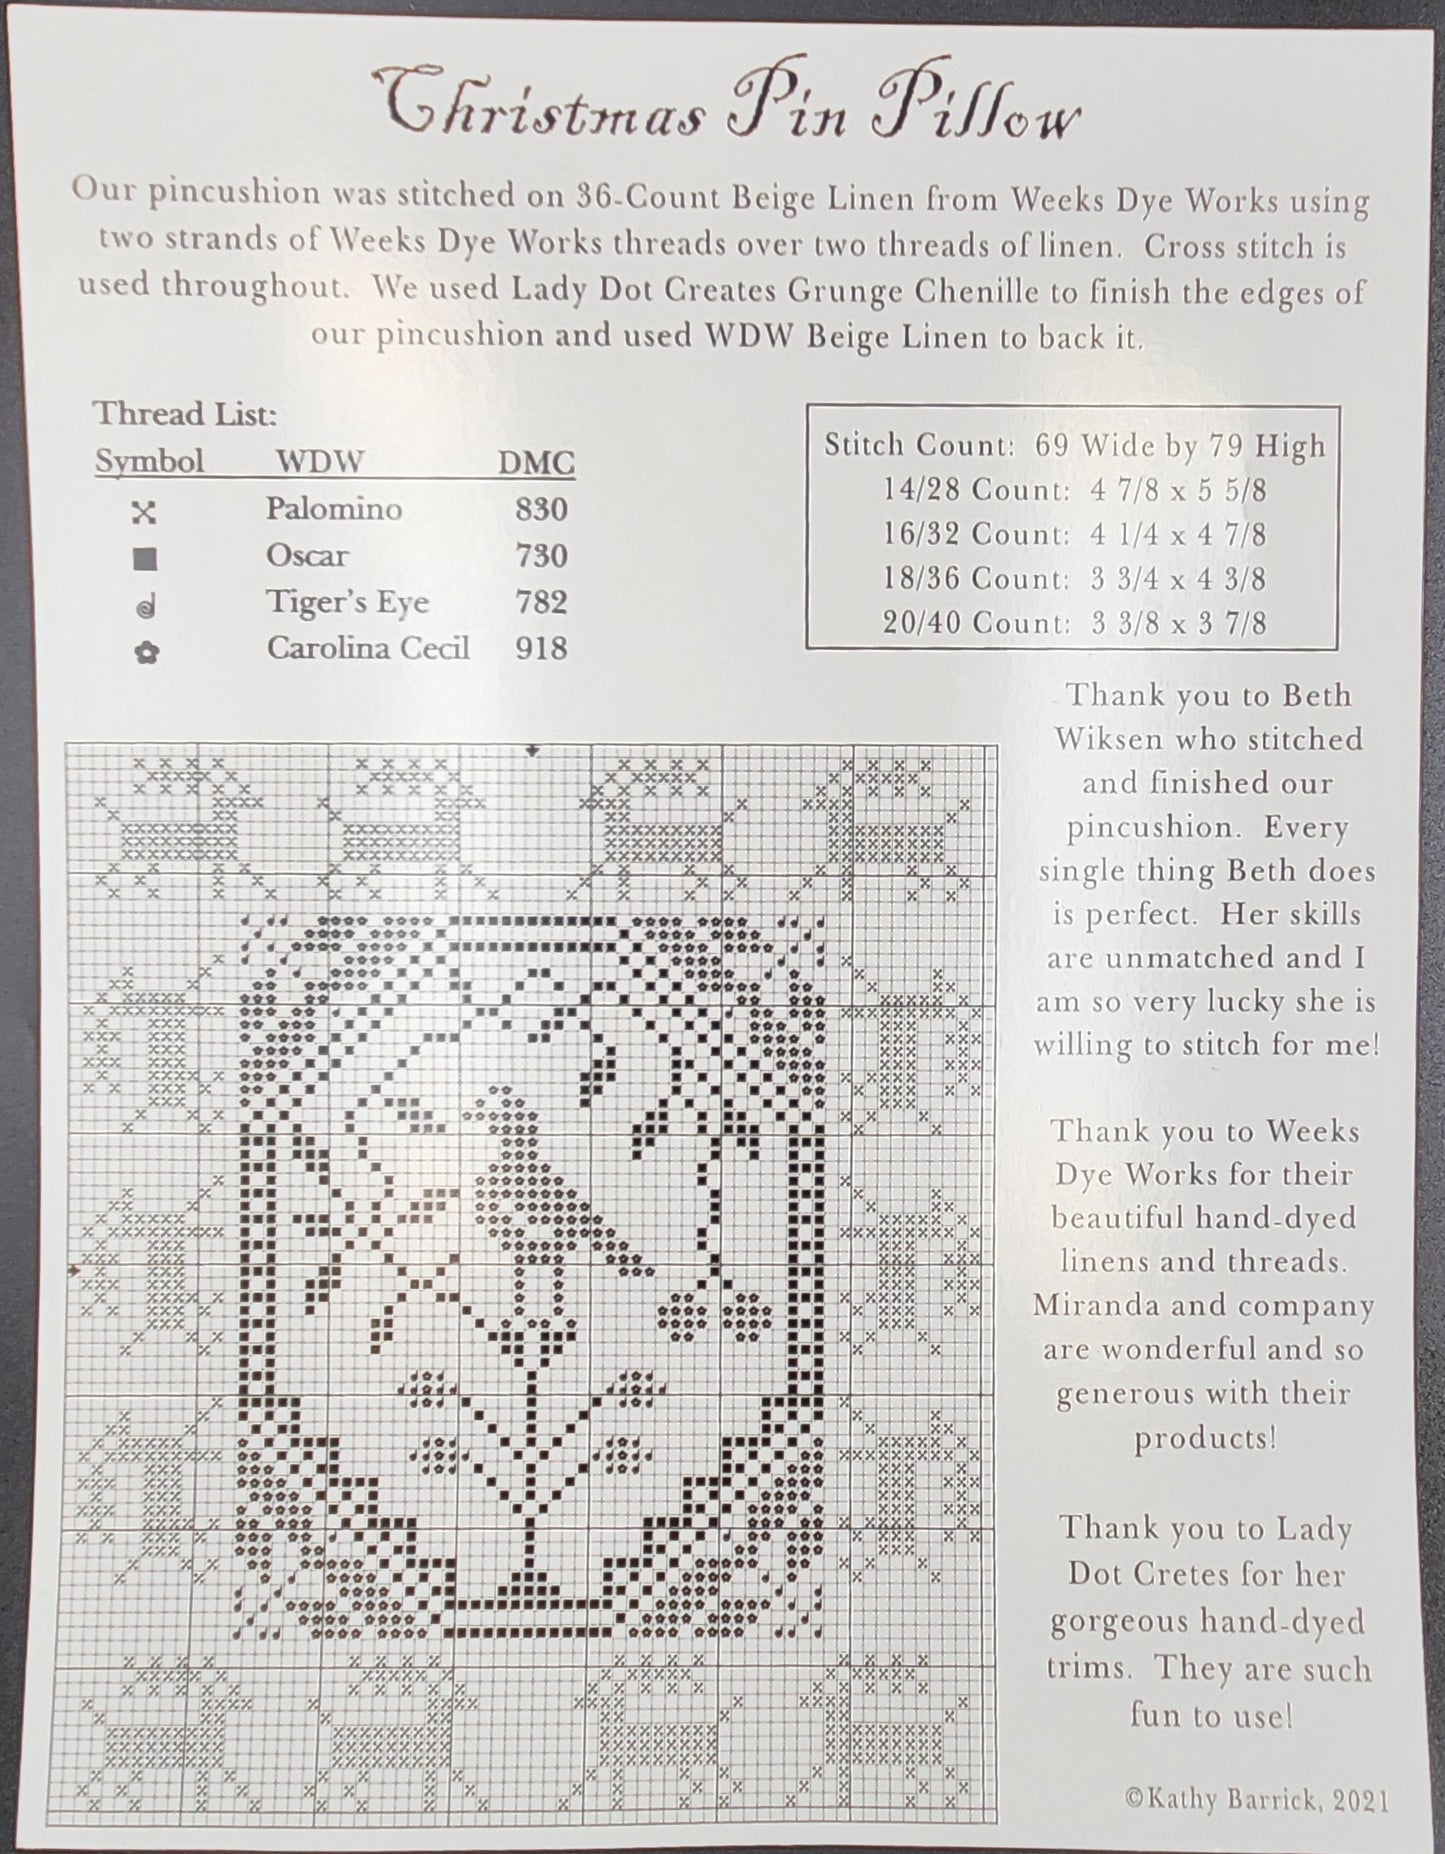 Christmas Pin Pillow
Our pincushion was stitched on 36-Count Beige Linen from Weeks Dye Works using
two strands of Weeks Dye Works threads over two threads of linen. Cross stitch is
used throughout. We used Lady Dot Creates Grunge Chenille to finish the edges of
our pincushion and used WDW Beige Linen to back it.
Thread List:
Symbol WDW DMC
Palomino 830
Oscar 730
Tiger's Eye 782
Carolina Cecil 918
Stitch Count: 69 Wide by 79 High
14/28 Count: 4 7/8 x 5 5/8
16/32 Count: 4 1/4 x 4 7/8
18/36 Count: 3 3/4 x 4 3/8
20/40 Count: 3 3/8 x 3 7/8
Thank you to Beth
Wiksen who stitched
and finished our
pincushion. Every
single thing Beth does
is perfect. Her skills
are unmatched and I
am so very lucky she is
willing to stitch for me!
Thank you to Weeks
Dye Works for their
beautiful hand-dyed
linens and threads.
Miranda and company
are wonderful and so
generous with their
products!
Thank you to Lady
Dot Cretes for her
gorgeous hand-dyed
trims. They are such
fun to use!
©Kathy Barrick, 2021